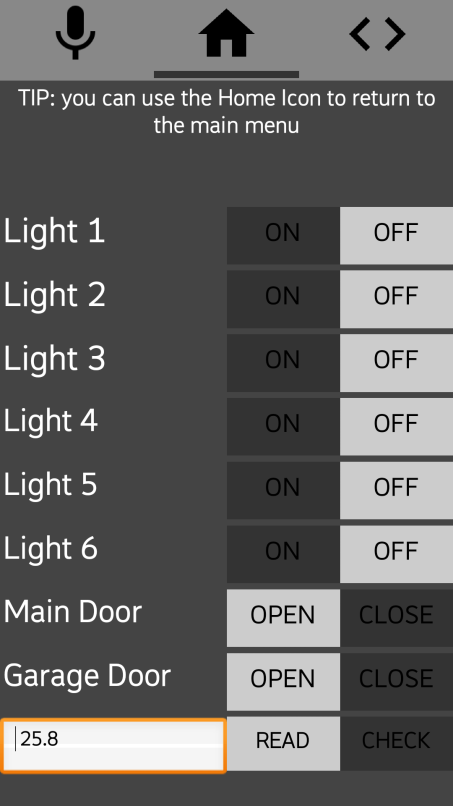 TIP: you can use the Home Icon to return to
the main menu
Light 1 ON OFF
Light 2 ON OFF
Light 3 ON OFF
Light 4 ON OFF
Light 5 ON OFF
Light 6 ON OFF
Main Door OPEN CLOSE
Garage Door OPEN CLOSE
25.8 READ CHECK